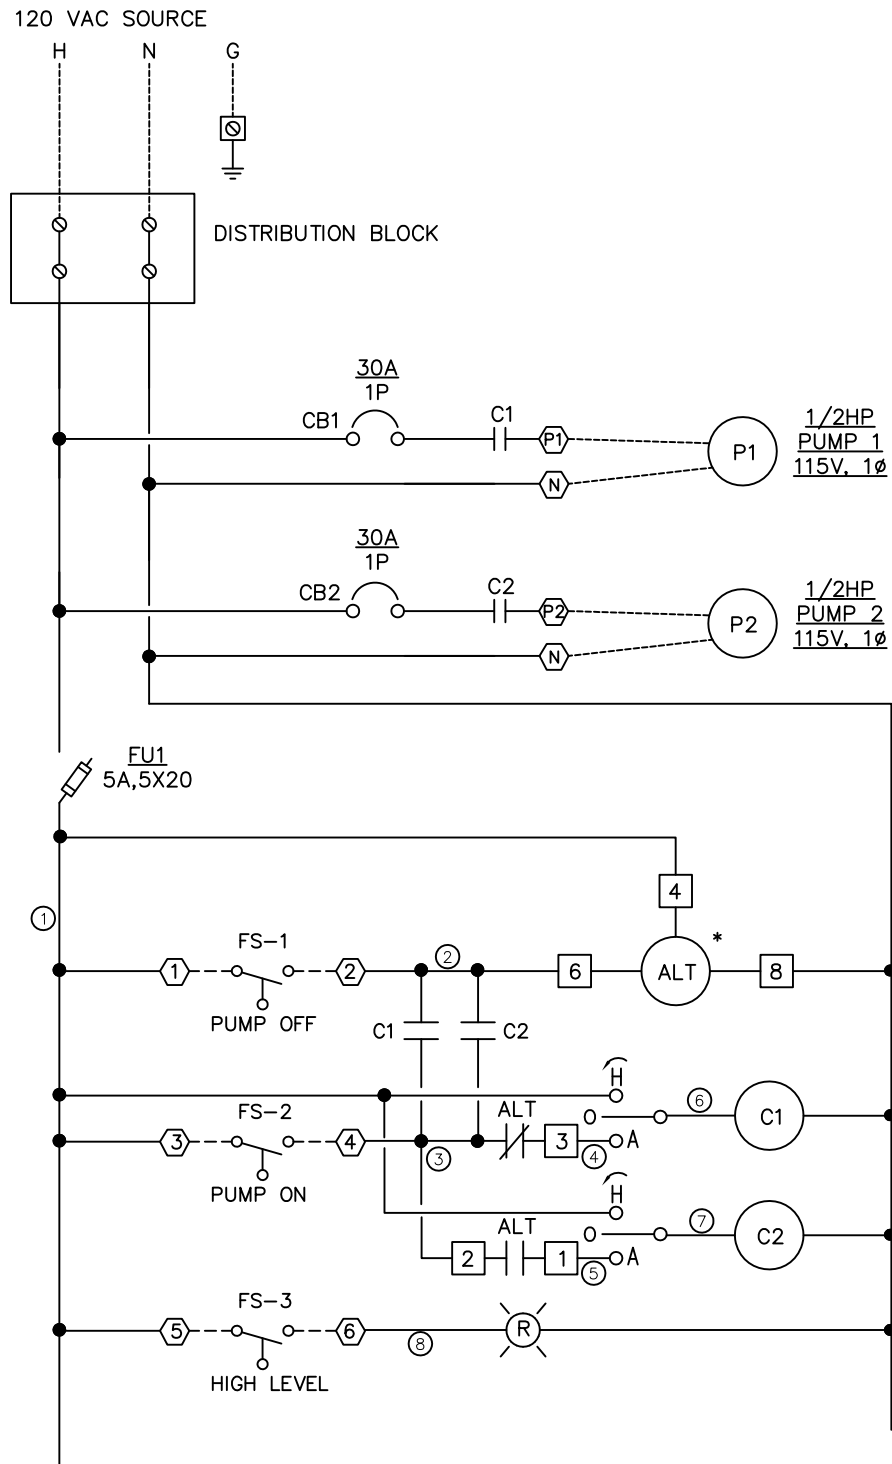 120 VAC SOURCE
H N G
DISTRIBUTION BLOCK
30A
1P
CB1 C1 P1 P1
1/2HP
PUMP 1
115V, 1ø
N
30A
1P
CB2 C2 P2 P2
1/2HP
PUMP 2
115V, 1ø
N
FU1
5A,5X20
4
1
FS-1 2 *
1 2 6 ALT 8
PUMP OFF
C1 C2
H
FS-2 ALT O 6 C1
3 4 3 A
3 4
PUMP ON
H
ALT O 7 C2
2 1 A
5
FS-3
5 6 R
8
HIGH LEVEL